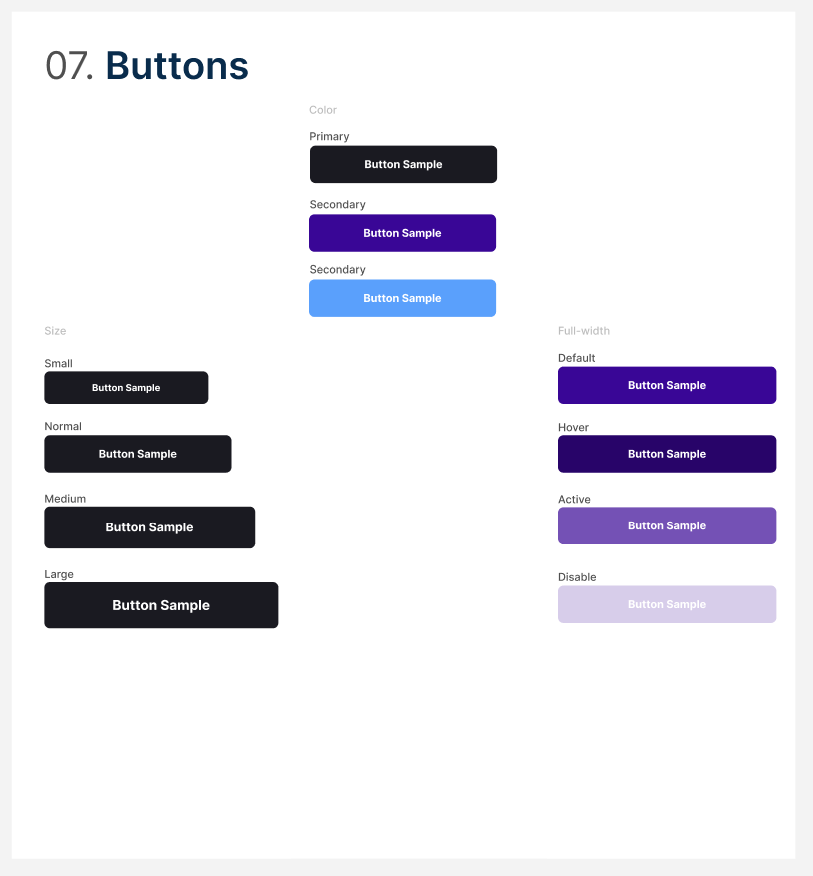 07. Buttons
Color
Primary
Button Sample
Secondary
Button Sample
Secondary
Button Sample
Size
Small
Button Sample
Normal
Button Sample
Medium
Button Sample
Large
Button Sample
Full-width
Default
Button Sample
Hover
Button Sample
Active
Button Sample
Disable
Button Sample